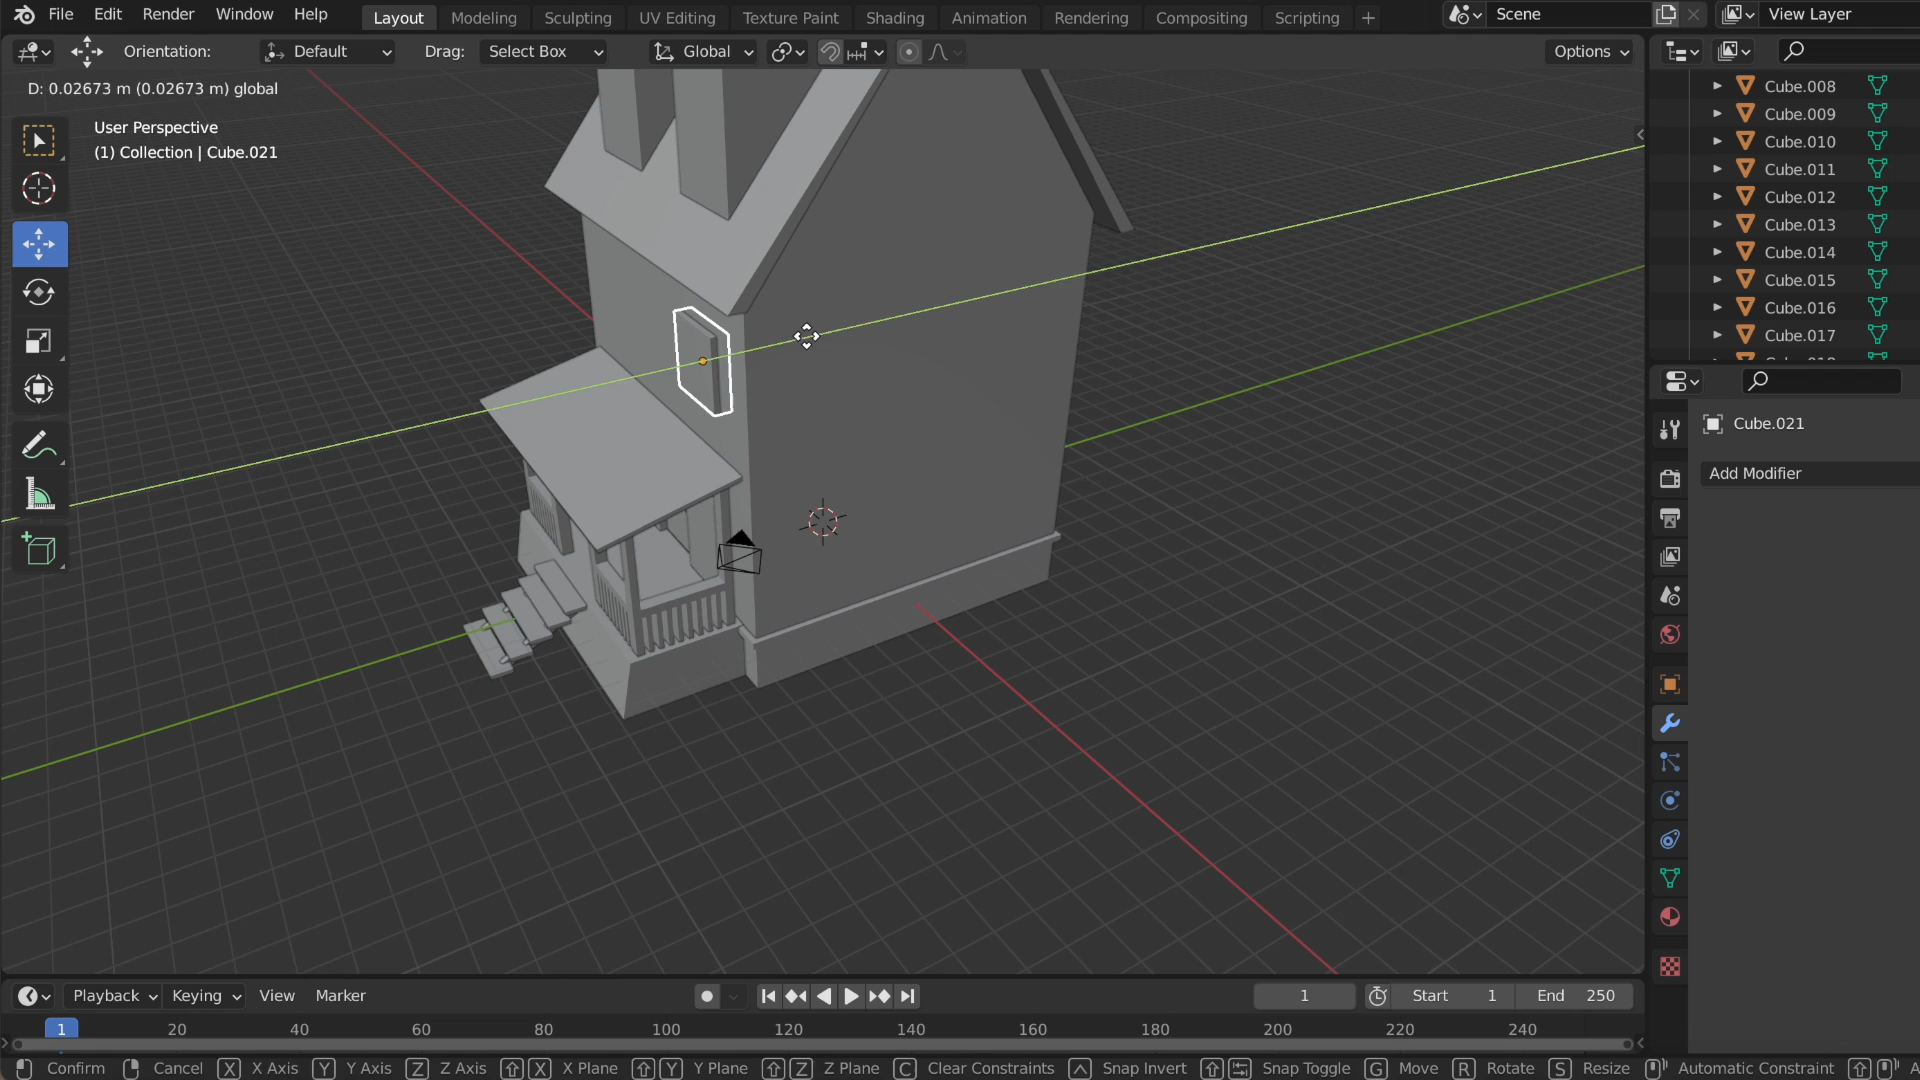 File Edit Render Window Help
Layout Modeling Sculpting UV Editing Texture Paint Shading Animation Rendering Compositing Scripting +
Scene
View Layer
Orientation: Default Drag: Select Box
Global
Options
D: 0.02673 m (0.02673 m) global
User Perspective
(1) Collection | Cube.021
Cube.008
Cube.009
Cube.010
Cube.011
Cube.012
Cube.013
Cube.014
Cube.015
Cube.016
Cube.017
Cube.021
Add Modifier
Playback Keying View Marker
1 Start 1 End 250
1 20 40 60 80 100 120 140 160 180 200 220 240
Confirm Cancel X X Axis Y Y Axis Z Z Axis X X Plane Y Y Plane Z Z Plane C Clear Constraints Snap Invert Snap Toggle G Move R Rotate S Resize Automatic Constraint